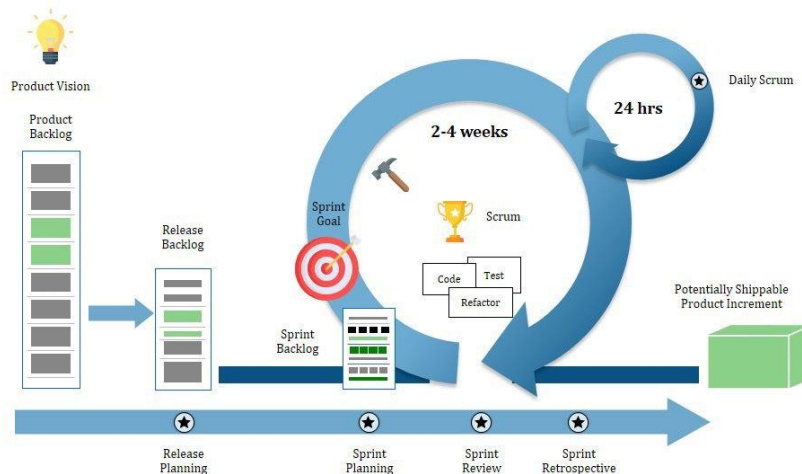 Product Vision
Product
Backlog
Release
Backlog
Sprint
Goal
Sprint
Backlog
2-4 weeks
Scrum
Code
Test
Refactor
24 hrs
Daily Scrum
Potentially Shippable
Product Increment
Release
Planning
Sprint
Planning
Sprint
Review
Sprint
Retrospective